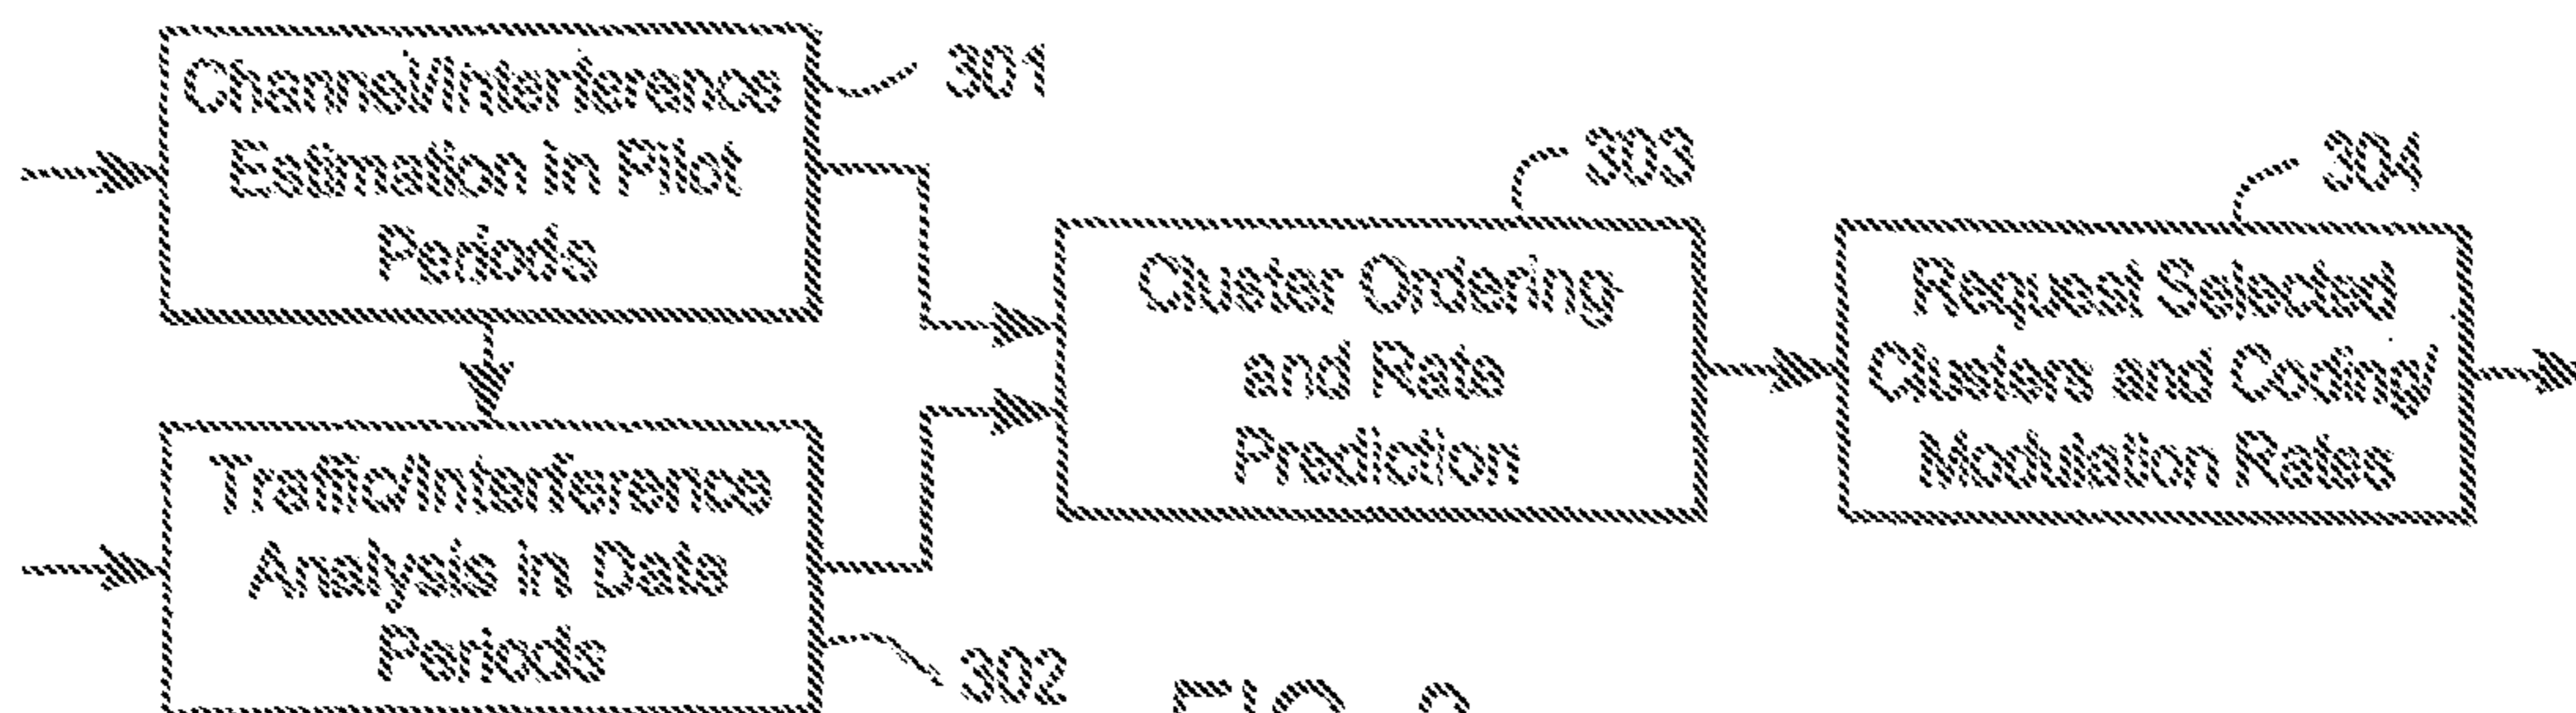 Channel/Interference
Estimation in Pilot
Periods
301
Traffic/Interference
Analysis in Data
Periods
302
Cluster Ordering
and Rate
Prediction
303
Request Selected
Clusters and Coding/
Modulation Rates
304
FIG.